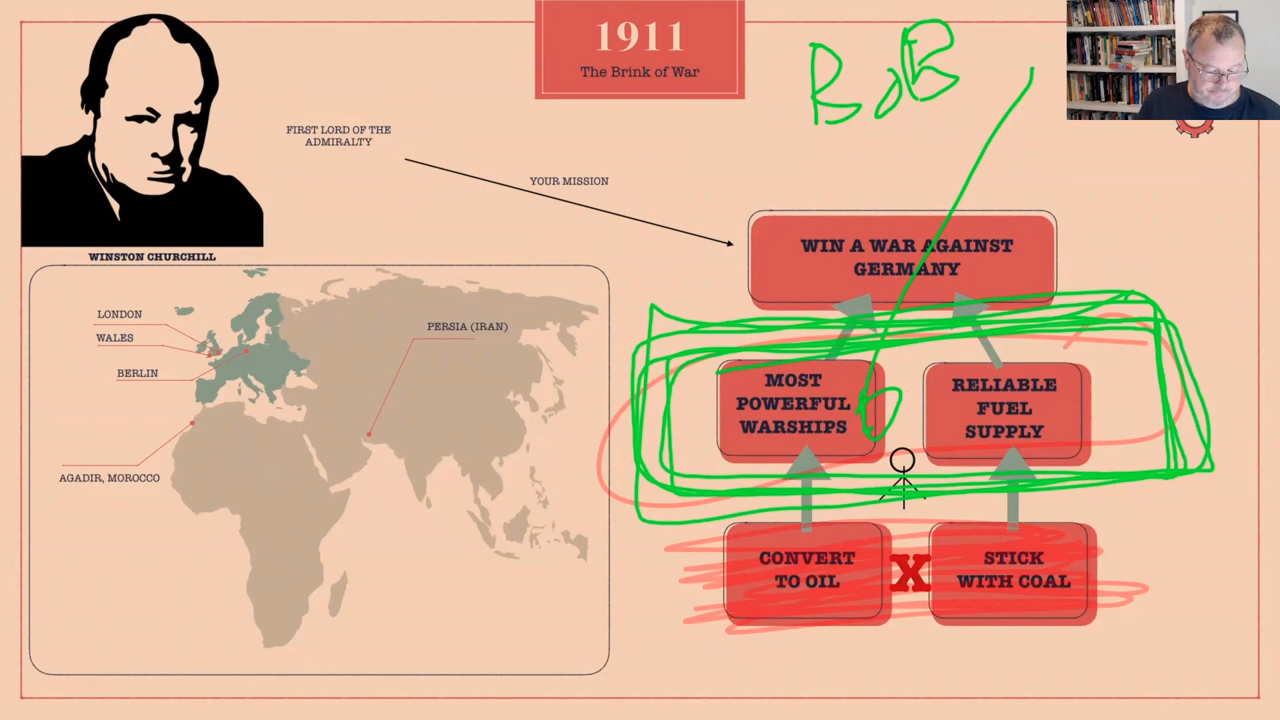 1911
The Brink of War
BoB
FIRST LORD OF THE
ADMIRALTY
YOUR MISSION
WIN A WAR AGAINST
GERMANY
WINSTON CHURCHILL
LONDON
WALES
BERLIN
PERSIA (IRAN)
AGADIR, MOROCCO
MOST
POWERFUL
WARSHIPS
RELIABLE
FUEL
SUPPLY
CONVERT
TO OIL
X
STICK
WITH COAL